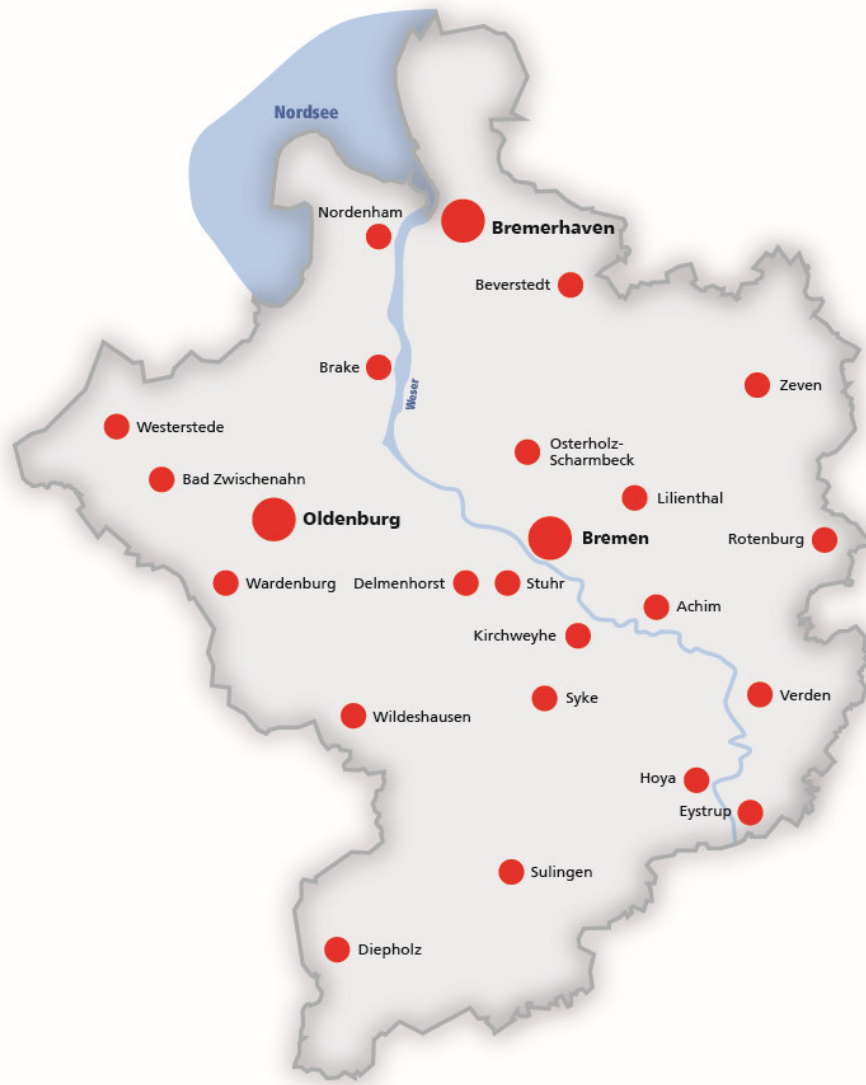 Nordsee
Nordenham
Bremerhaven
Beverstedt
Brake
Weser
Zeven
Westerstede
Osterholz-
Scharmbeck
Bad Zwischenahn
Lilienthal
Oldenburg
Bremen
Rotenburg
Wardenburg
Delmenhorst
Stuhr
Achim
Kirchweyhe
Verden
Syke
Wildeshausen
Hoya
Eystrup
Sulingen
Diepholz